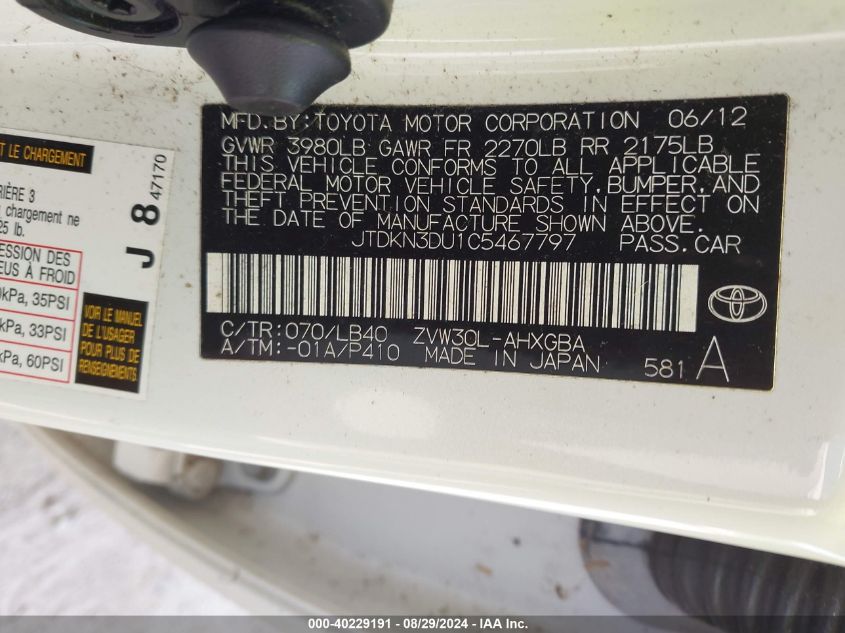 MFD. BY: TOYOTA MOTOR CORPORATION 06/12
GVWR 3980LB GAWR FR 2270LB RR 2175LB
THIS VEHICLE CONFORMS TO ALL APPLICABLE
FEDERAL MOTOR VEHICLE SAFETY, BUMPER, AND
THEFT PREVENTION STANDARDS IN EFFECT ON
THE DATE OF MANUFACTURE SHOWN ABOVE.
JTDKN3DU1C5467797 PASS. CAR
C/TR: 070/LB40 ZVW30L-AHXGBA
A/TM: -01A/P410 MADE IN JAPAN 581 A
T LE CHARGEMENT
47170
J 8
RIÈRE 3
chargement ne
25 lb.
ESSION DES
EUS À FROID
kPa, 35PSI
kPa, 33PSI
kPa, 60PSI
VOIR LE MANUEL
DE L'USAGER
POUR PLUS DE
RENSEIGNEMENTS
000-40229191 / 08/29/2024 - IAA Inc.